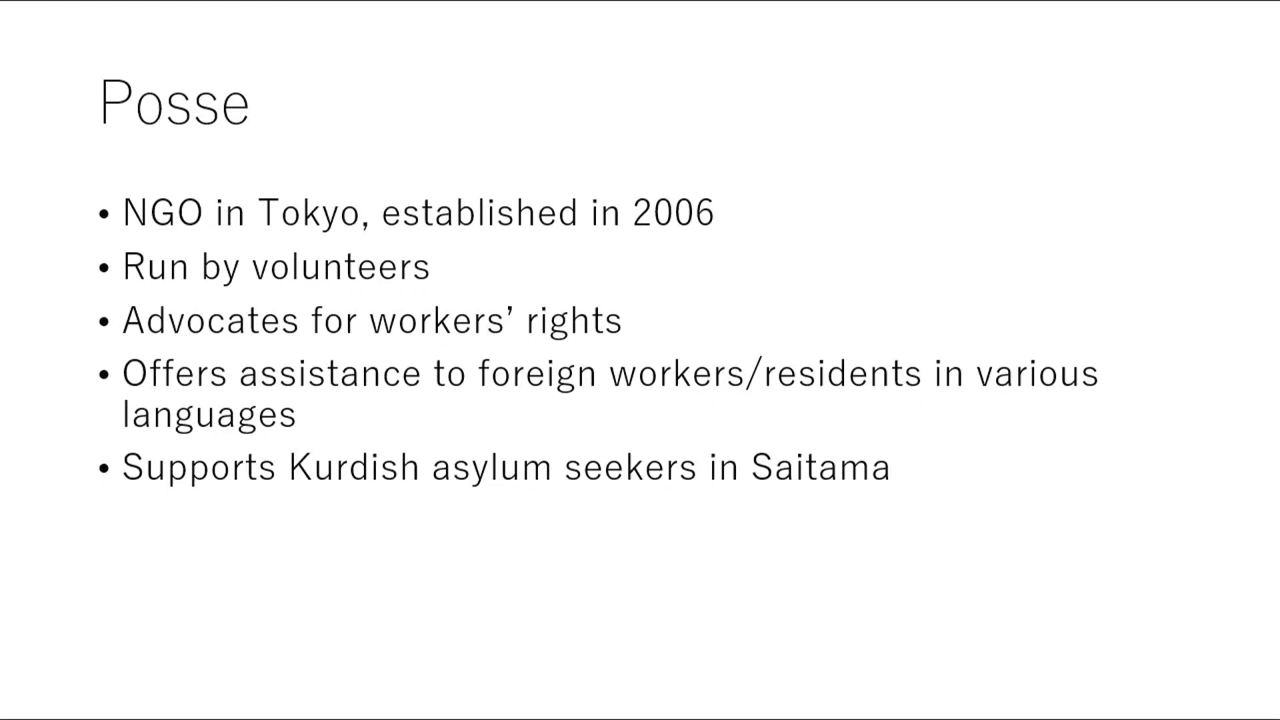 Posse
• NGO in Tokyo, established in 2006
• Run by volunteers
• Advocates for workers’ rights
• Offers assistance to foreign workers/residents in various
languages
• Supports Kurdish asylum seekers in Saitama